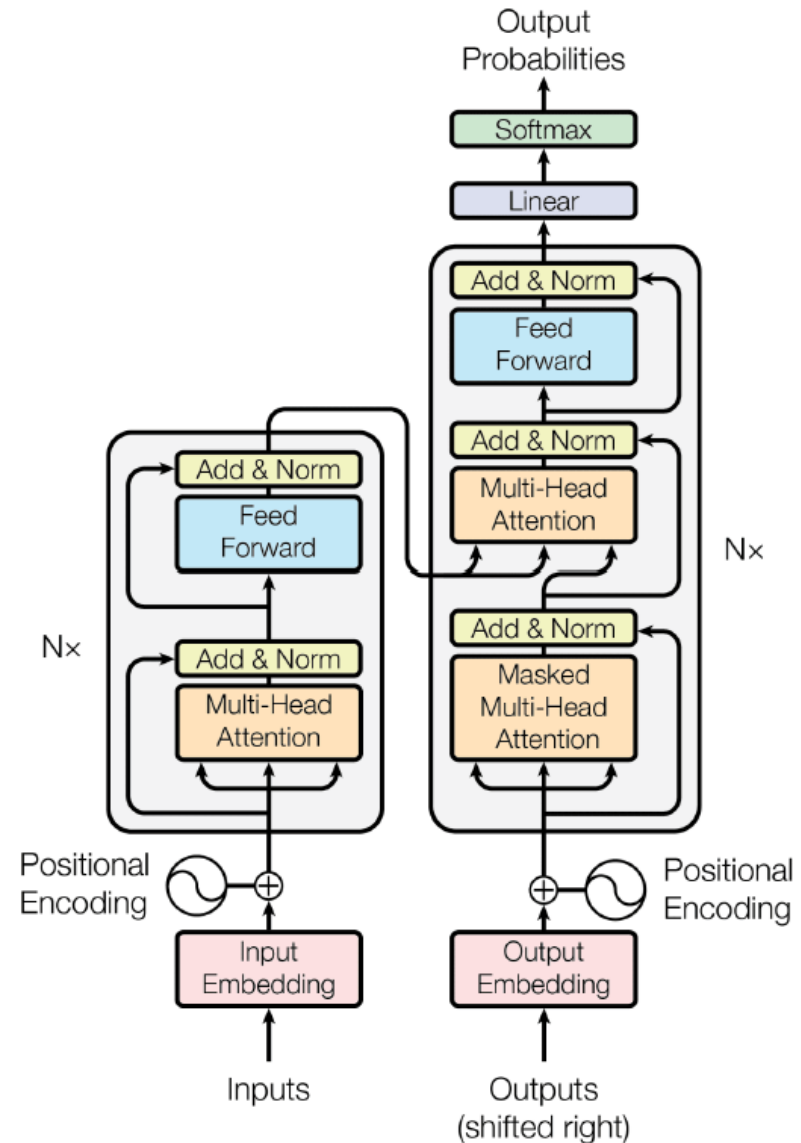 Output
Probabilities
Softmax
Linear
Add & Norm
Feed
Forward
Add & Norm
Multi-Head
Attention
Add & Norm
Masked
Multi-Head
Attention
N×
Add & Norm
Feed
Forward
Add & Norm
Multi-Head
Attention
N×
Positional
Encoding
Positional
Encoding
Input
Embedding
Output
Embedding
Inputs
Outputs
(shifted right)